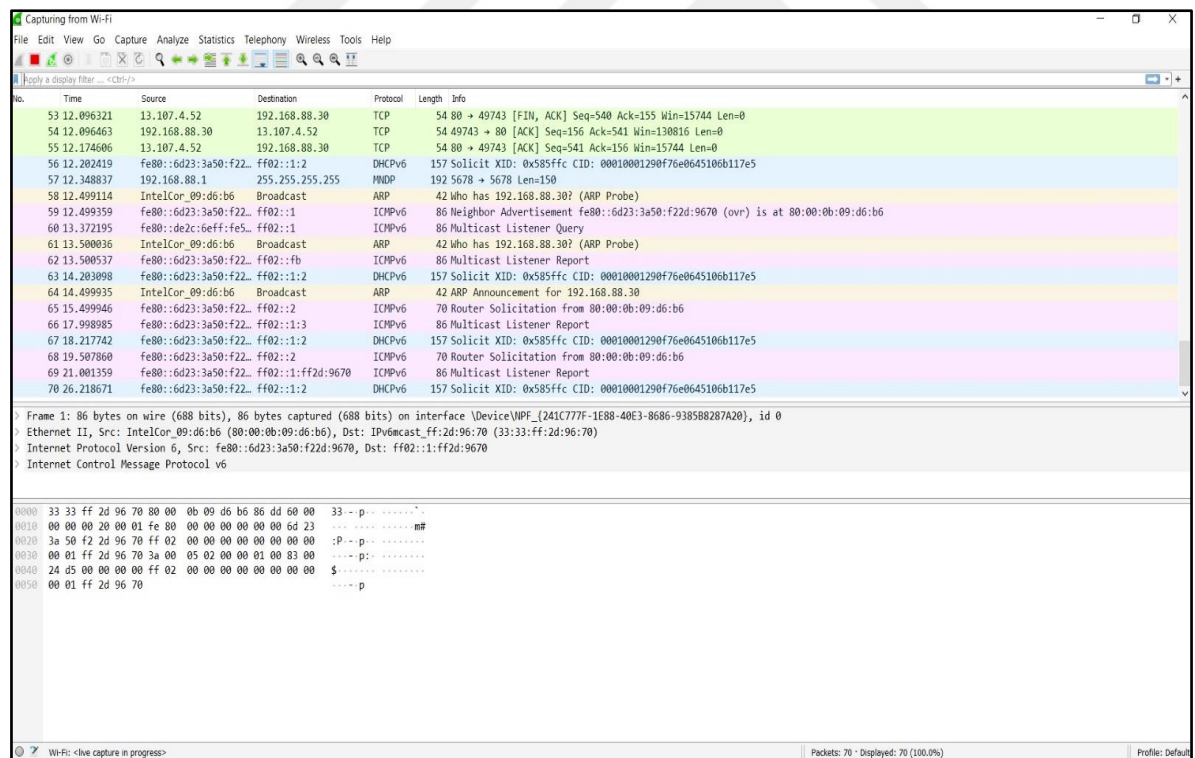 Capturing from Wi-Fi
File Edit View Go Capture Analyze Statistics Telephony Wireless Tools Help
Apply a display filter ... <Ctrl-/>
No. Time Source Destination Protocol Length Info
53 12.096321 13.107.4.52 192.168.88.30 TCP 54 80 → 49743 [FIN, ACK] Seq=540 Ack=155 Win=15744 Len=0
54 12.096463 192.168.88.30 13.107.4.52 TCP 54 49743 → 80 [ACK] Seq=156 Ack=541 Win=130816 Len=0
55 12.174606 13.107.4.52 192.168.88.30 TCP 54 80 → 49743 [ACK] Seq=541 Ack=156 Win=15744 Len=0
56 12.202419 fe80::6d23:3a50:f22… ff02::1:2 DHCPv6 157 Solicit XID: 0x585ffc CID: 00010001290f76e0645106b117e5
57 12.348837 192.168.88.1 255.255.255.255 MNDP 192 5678 → 5678 Len=150
58 12.499114 IntelCor_09:d6:b6 Broadcast ARP 42 Who has 192.168.88.30? (ARP Probe)
59 12.499359 fe80::6d23:3a50:f22… ff02::1 ICMPv6 86 Neighbor Advertisement fe80::6d23:3a50:f22d:9670 (ovr) is at 80:00:0b:09:d6:b6
60 13.372195 fe80::de2c:6eff:fe5… ff02::1 ICMPv6 86 Multicast Listener Query
61 13.500036 IntelCor_09:d6:b6 Broadcast ARP 42 Who has 192.168.88.30? (ARP Probe)
62 13.500537 fe80::6d23:3a50:f22… ff02::fb ICMPv6 86 Multicast Listener Report
63 14.203098 fe80::6d23:3a50:f22… ff02::1:2 DHCPv6 157 Solicit XID: 0x585ffc CID: 00010001290f76e0645106b117e5
64 14.499935 IntelCor_09:d6:b6 Broadcast ARP 42 ARP Announcement for 192.168.88.30
65 15.499946 fe80::6d23:3a50:f22… ff02::2 ICMPv6 70 Router Solicitation from 80:00:0b:09:d6:b6
66 17.998985 fe80::6d23:3a50:f22… ff02::1:3 ICMPv6 86 Multicast Listener Report
67 18.217742 fe80::6d23:3a50:f22… ff02::1:2 DHCPv6 157 Solicit XID: 0x585ffc CID: 00010001290f76e0645106b117e5
68 19.507860 fe80::6d23:3a50:f22… ff02::2 ICMPv6 70 Router Solicitation from 80:00:0b:09:d6:b6
69 21.001359 fe80::6d23:3a50:f22… ff02::1:ff2d:9670 ICMPv6 86 Multicast Listener Report
70 26.218671 fe80::6d23:3a50:f22… ff02::1:2 DHCPv6 157 Solicit XID: 0x585ffc CID: 00010001290f76e0645106b117e5
> Frame 1: 86 bytes on wire (688 bits), 86 bytes captured (688 bits) on interface \Device\NPF_{241C777F-1E88-40E3-8686-9385B8287A20}, id 0
> Ethernet II, Src: IntelCor_09:d6:b6 (80:00:0b:09:d6:b6), Dst: IPv6mcast_ff:2d:96:70 (33:33:ff:2d:96:70)
> Internet Protocol Version 6, Src: fe80::6d23:3a50:f22d:9670, Dst: ff02::1:ff2d:9670
> Internet Control Message Protocol v6
0000 33 33 ff 2d 96 70 80 00 0b 09 d6 b6 86 dd 60 00 33·-·p·· ······`·
0010 00 00 00 20 00 01 fe 80 00 00 00 00 00 00 6d 23 ··· ···· ······m#
0020 3a 50 f2 2d 96 70 ff 02 00 00 00 00 00 00 00 00 :P·-·p·· ········
0030 00 01 ff 2d 96 70 3a 00 05 02 00 00 01 00 83 00 ···-·p:· ········
0040 24 d5 00 00 00 00 ff 02 00 00 00 00 00 00 00 00 $······· ········
0050 00 01 ff 2d 96 70 ···-·p
Wi-Fi: <live capture in progress> Packets: 70 · Displayed: 70 (100.0%) Profile: Default